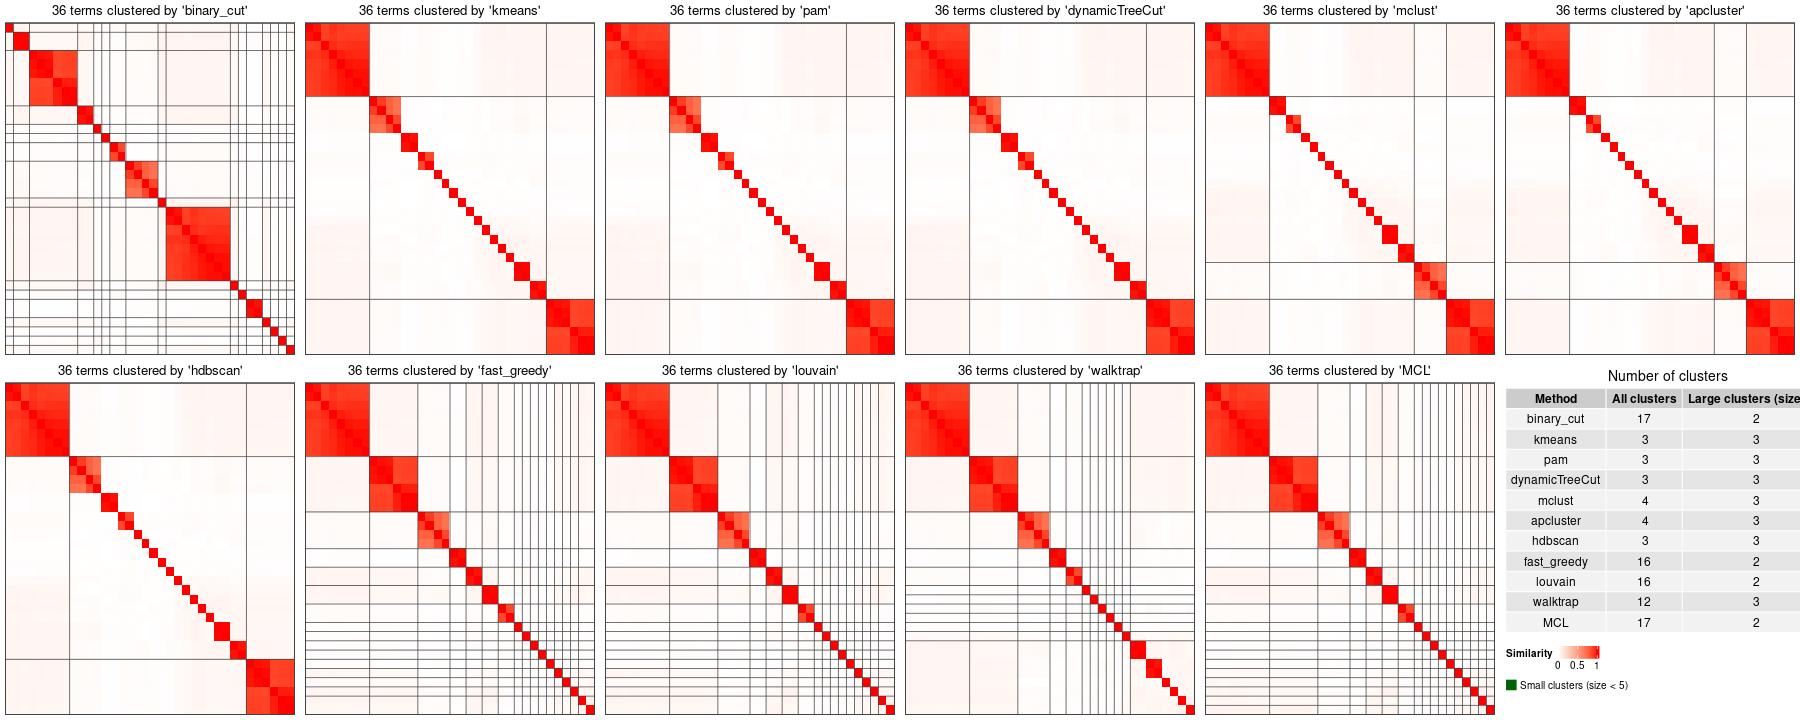 36 terms clustered by 'binary_cut'
36 terms clustered by 'kmeans'
36 terms clustered by 'pam'
36 terms clustered by 'dynamicTreeCut'
36 terms clustered by 'mclust'
36 terms clustered by 'apcluster'
36 terms clustered by 'hdbscan'
36 terms clustered by 'fast_greedy'
36 terms clustered by 'louvain'
36 terms clustered by 'walktrap'
36 terms clustered by 'MCL'
Number of clusters
Method All clusters Large clusters (size
binary_cut 17 2
kmeans 3 3
pam 3 3
dynamicTreeCut 3 3
mclust 4 3
apcluster 4 3
hdbscan 3 3
fast_greedy 16 2
louvain 16 2
walktrap 12 3
MCL 17 2
Similarity
0 0.5 1
Small clusters (size < 5)